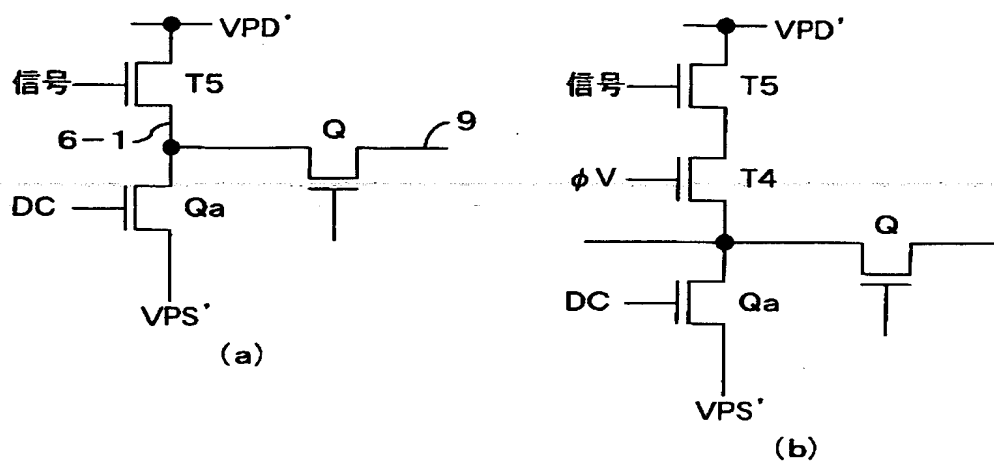 VPD'
信号
T5
6-1
Q
9
DC
Qa
VPS'
(a)
VPD'
信号
T5
φV
T4
Q
DC
Qa
VPS'
(b)